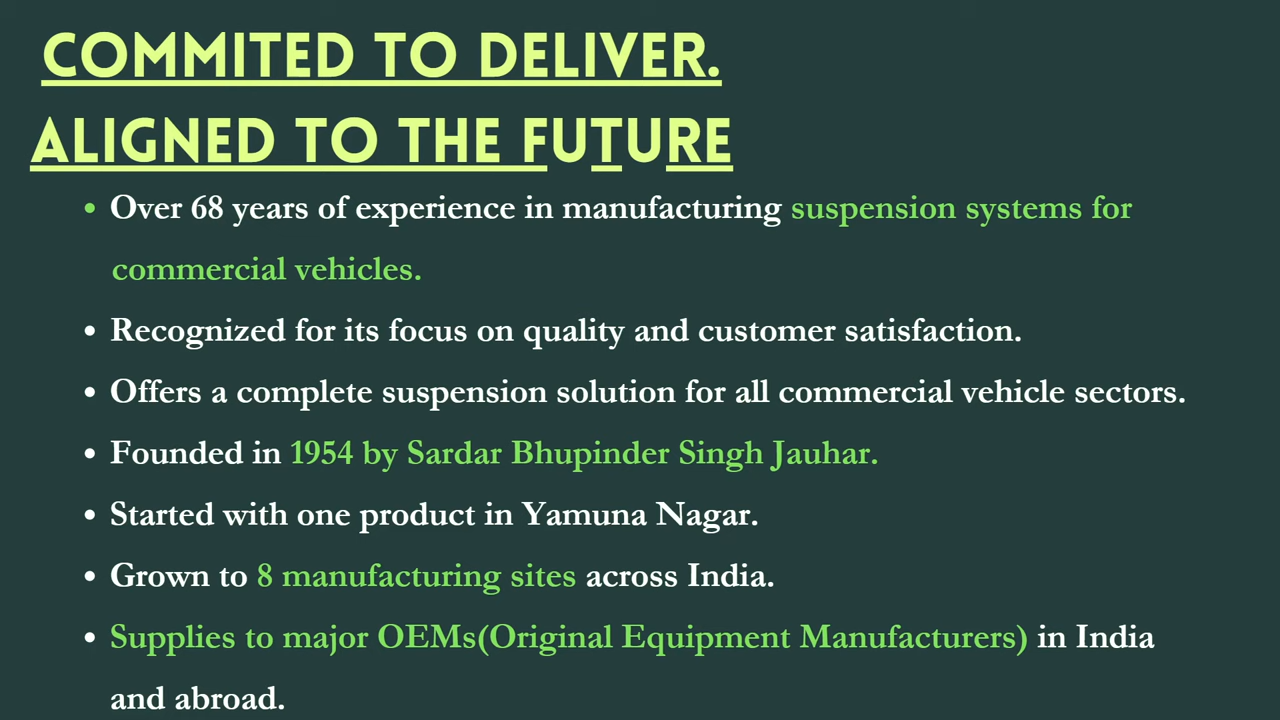 COMMITED TO DELIVER.
ALIGNED TO THE FUTURE
• Over 68 years of experience in manufacturing suspension systems for
commercial vehicles.
• Recognized for its focus on quality and customer satisfaction.
• Offers a complete suspension solution for all commercial vehicle sectors.
• Founded in 1954 by Sardar Bhupinder Singh Jauhar.
• Started with one product in Yamuna Nagar.
• Grown to 8 manufacturing sites across India.
• Supplies to major OEMs(Original Equipment Manufacturers) in India
and abroad.